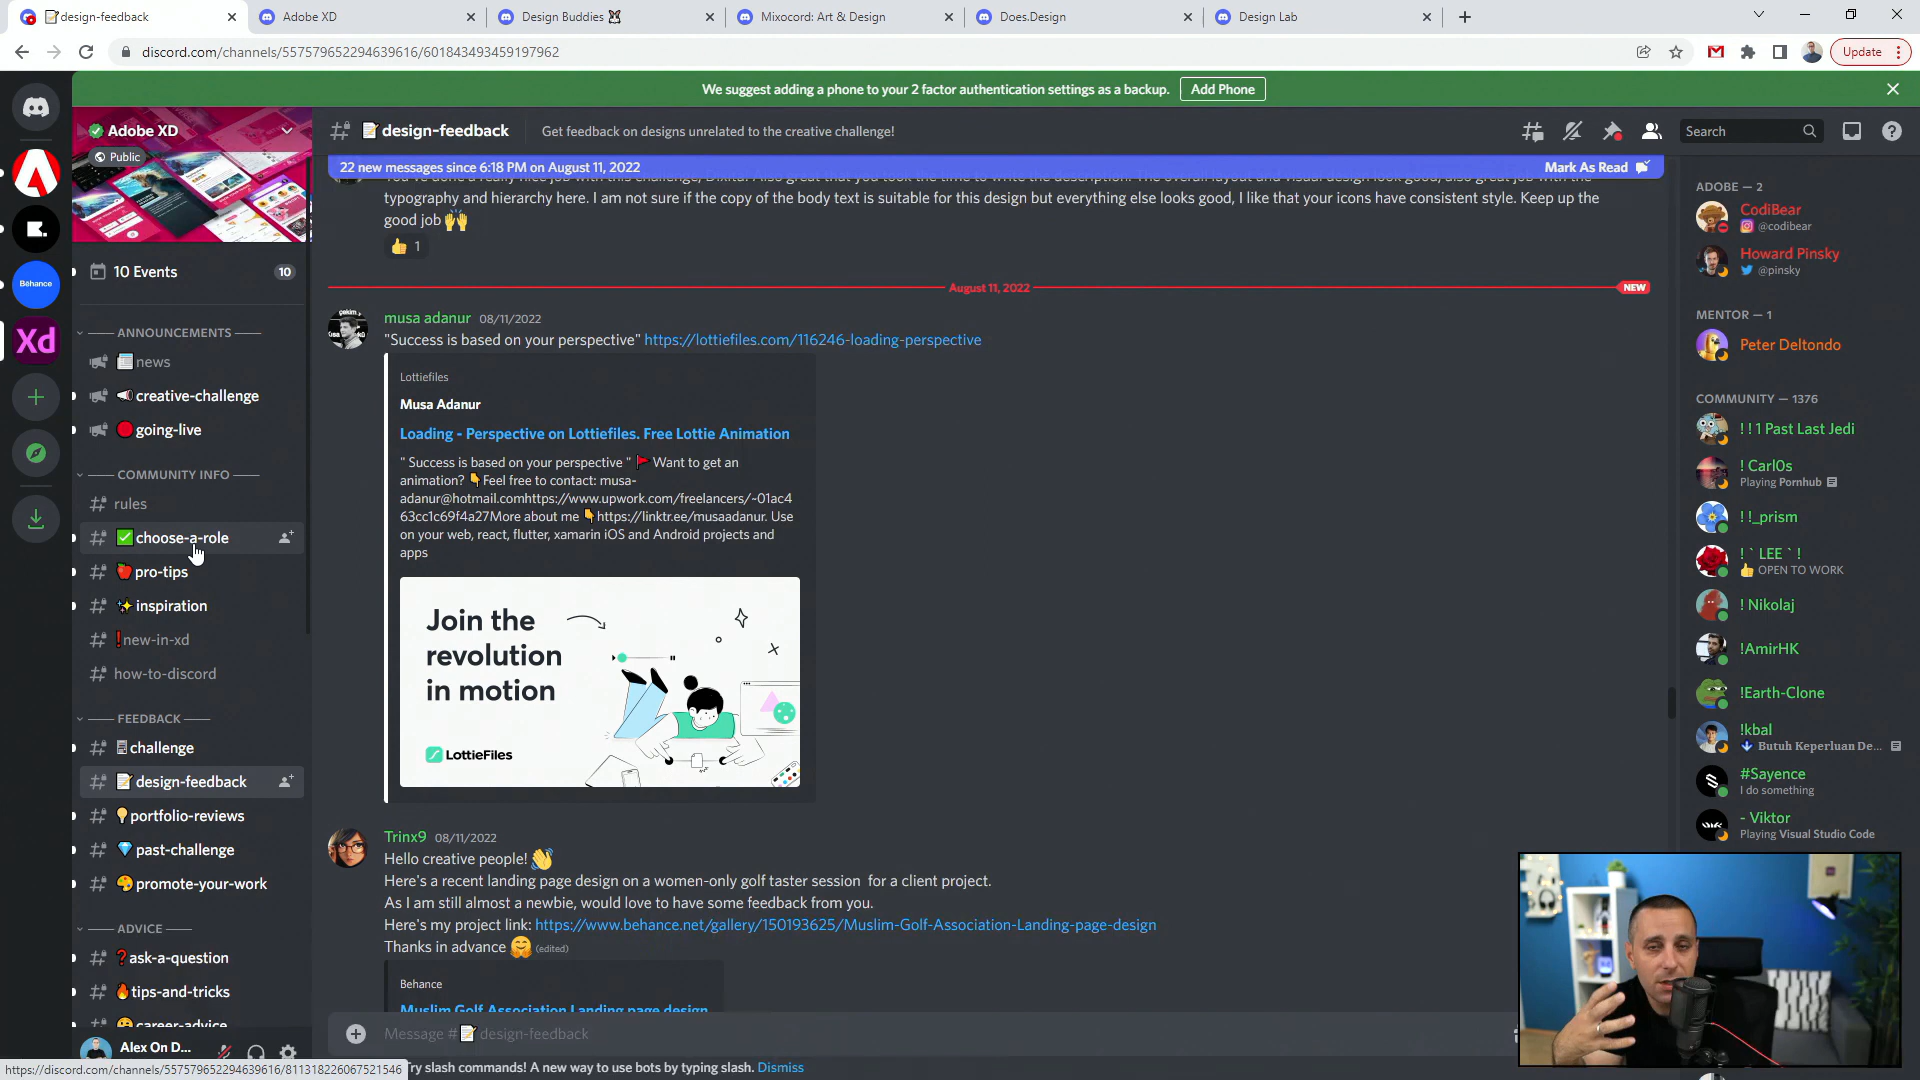 design-feedback
Adobe XD
Design Buddies
Mixocord: Art & Design
Does.Design
Design Lab
discord.com/channels/557579652294639616/601843493459197962
Update
We suggest adding a phone to your 2 factor authentication settings as a backup.
Add Phone
Adobe XD
Public
design-feedback
Get feedback on designs unrelated to the creative challenge!
Search
22 new messages since 6:18 PM on August 11, 2022
Mark As Read
typography and hierarchy here. I am not sure if the copy of the body text is suitable for this design but everything else looks good, I like that your icons have consistent style. Keep up the
good job 🙌
👍 1
August 11, 2022
NEW
musa adanur 08/11/2022
"Success is based on your perspective" https://lottiefiles.com/116246-loading-perspective
Lottiefiles
Musa Adanur
Loading - Perspective on Lottiefiles. Free Lottie Animation
" Success is based on your perspective " 🚩 Want to get an
animation? 👇Feel free to contact: musa-
adanur@hotmail.comhttps://www.upwork.com/freelancers/~01ac4
63cc1c69f4a27More about me 👇https://linktr.ee/musaadanur. Use
on your web, react, flutter, xamarin iOS and Android projects and
apps
Join the
revolution
in motion
LottieFiles
Trinx9 08/11/2022
Hello creative people! 👋
Here's a recent landing page design on a women-only golf taster session for a client project.
As I am still almost a newbie, would love to have some feedback from you.
Here's my project link: https://www.behance.net/gallery/150193625/Muslim-Golf-Association-Landing-page-design
Thanks in advance 🤗 (edited)
Behance
Muslim Golf Association Landing page design
Message # 📝 design-feedback
Try slash commands! A new way to use bots by typing slash. Dismiss
Behance
Xd
10 Events
10
ANNOUNCEMENTS
news
creative-challenge
going-live
COMMUNITY INFO
rules
choose-a-role
pro-tips
inspiration
new-in-xd
how-to-discord
FEEDBACK
challenge
design-feedback
portfolio-reviews
past-challenge
promote-your-work
ADVICE
ask-a-question
tips-and-tricks
career-advice
Alex On D...
https://discord.com/channels/557579652294639616/811318226067521546
ADOBE — 2
CodiBear
@codibear
Howard Pinsky
@pinsky
MENTOR — 1
Peter Deltondo
COMMUNITY — 1376
! ! 1 Past Last Jedi
! Carl0s
Playing Pornhub
! !_prism
! ` LEE ` !
👍 OPEN TO WORK
! Nikolaj
!AmirHK
!Earth-Clone
!kbal
Butuh Keperluan De...
#Sayence
I do something
- Viktor
Playing Visual Studio Code